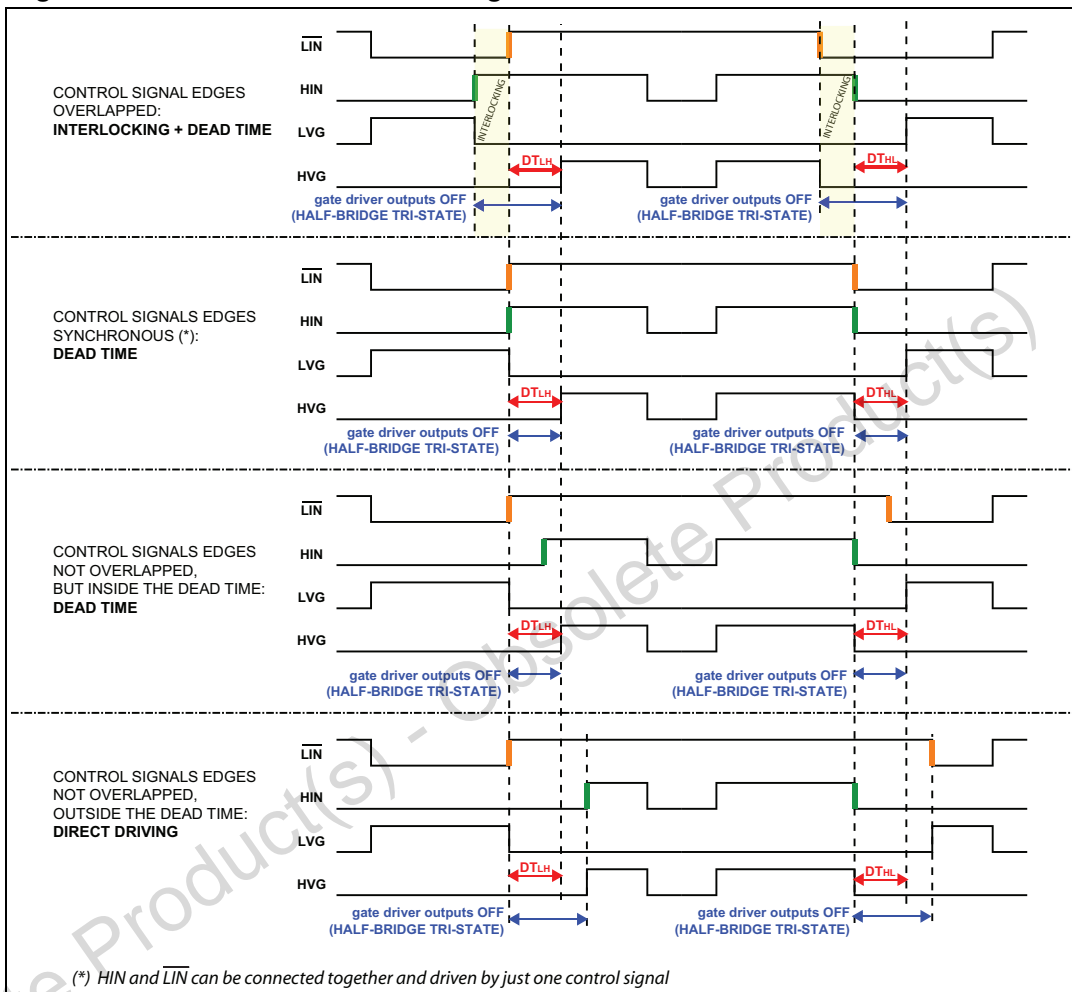 LIN
HIN
LVG
HVG
CONTROL SIGNAL EDGES
OVERLAPPED:
INTERLOCKING + DEAD TIME
INTERLOCKING
INTERLOCKING
DTLH
DTHL
gate driver outputs OFF
(HALF-BRIDGE TRI-STATE)
gate driver outputs OFF
(HALF-BRIDGE TRI-STATE)
LIN
HIN
LVG
HVG
CONTROL SIGNALS EDGES
SYNCHRONOUS (*):
DEAD TIME
DTLH
DTHL
gate driver outputs OFF
(HALF-BRIDGE TRI-STATE)
gate driver outputs OFF
(HALF-BRIDGE TRI-STATE)
LIN
HIN
LVG
HVG
CONTROL SIGNALS EDGES
NOT OVERLAPPED,
BUT INSIDE THE DEAD TIME:
DEAD TIME
DTLH
DTHL
gate driver outputs OFF
(HALF-BRIDGE TRI-STATE)
gate driver outputs OFF
(HALF-BRIDGE TRI-STATE)
LIN
HIN
LVG
HVG
CONTROL SIGNALS EDGES
NOT OVERLAPPED,
OUTSIDE THE DEAD TIME:
DIRECT DRIVING
DTLH
DTHL
gate driver outputs OFF
(HALF-BRIDGE TRI-STATE)
gate driver outputs OFF
(HALF-BRIDGE TRI-STATE)
(*) HIN and LIN can be connected together and driven by just one control signal
Product(s) - Obsolete Product(s)